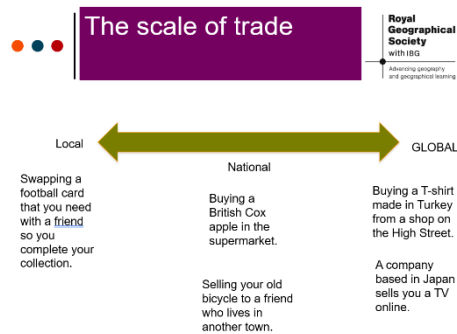 The scale of trade
Royal
Geographical
Society
with IBG
Advancing geography
and geographical learning
Local
GLOBAL
National
Swapping a
football card
that you need
with a friend
so you
complete your
collection.
Buying a
British Cox
apple in the
supermarket.
Selling your old
bicycle to a friend
who lives in
another town.
Buying a T-shirt
made in Turkey
from a shop on
the High Street.
A company
based in Japan
sells you a TV
online.